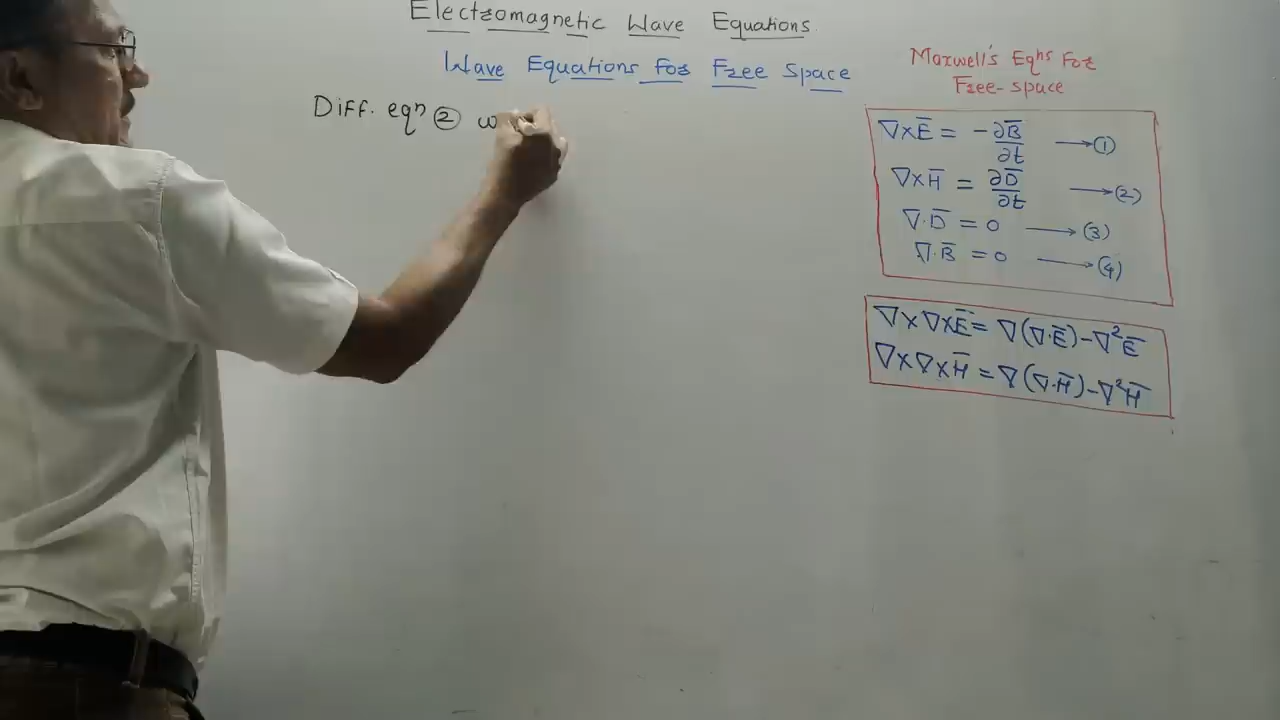 Electromagnetic Wave Equations
Wave Equations For Free Space
Diff. eqⁿ ②
Maxwell's Eqⁿˢ For
Free-space
∇×E̅ = -∂B̅/∂t →①
∇×H̅ = ∂D̅/∂t →(2)
∇·D̅ = 0 →(3)
∇·B̅ = 0 →(4)
∇×∇×E̅ = ∇(∇·E̅)-∇²E̅
∇×∇×H̅ = ∇(∇·H̅)-∇²H̅